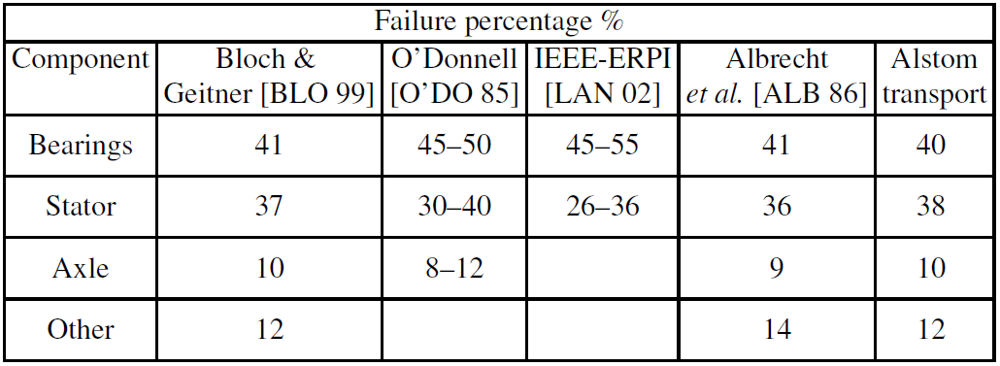 Failure percentage %
Component Bloch & O’Donnell IEEE-ERPI Albrecht Alstom
Geitner [BLO 99] [O’DO 85] [LAN 02] et al. [ALB 86] transport
Bearings 41 45–50 45–55 41 40
Stator 37 30–40 26–36 36 38
Axle 10 8–12 9 10
Other 12 14 12